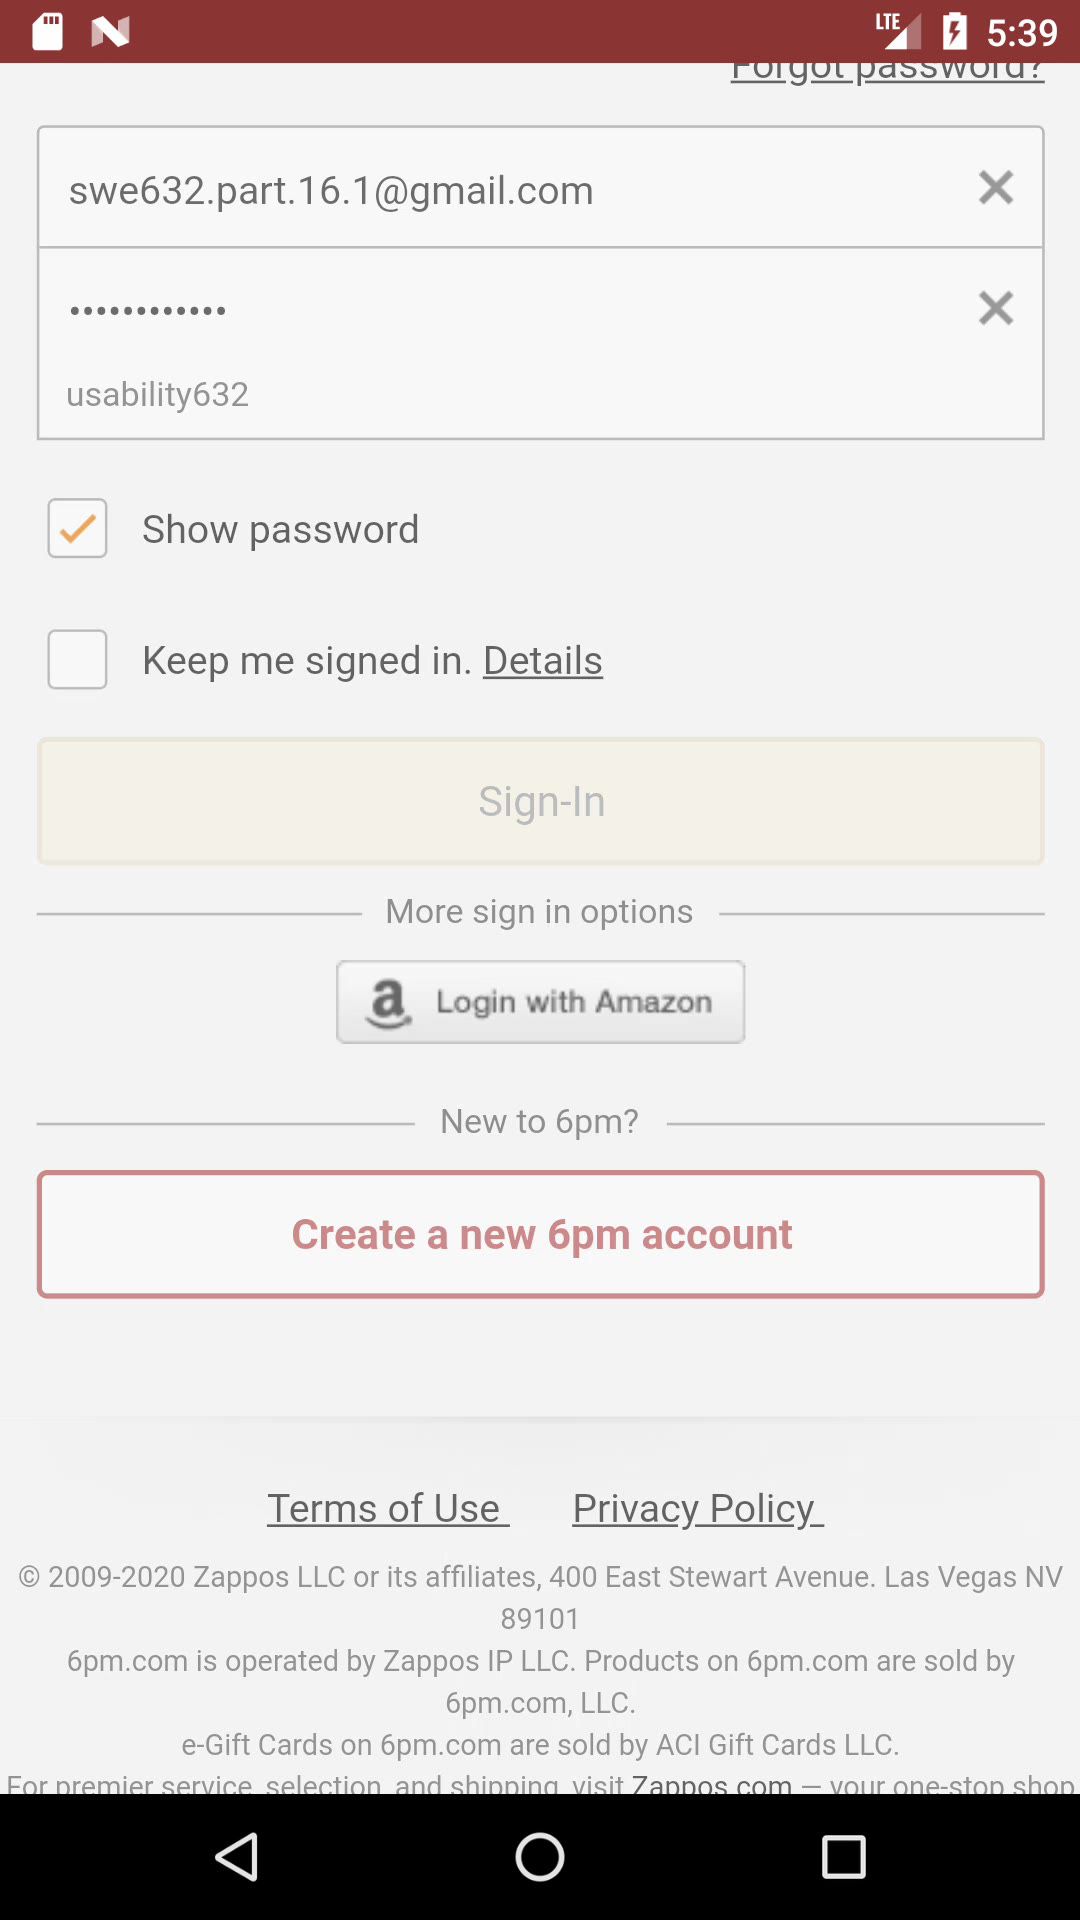 LTE 5:39
Forgot password?
swe632.part.16.1@gmail.com
••••••••••••
usability632
Show password
Keep me signed in. Details
Sign-In
More sign in options
a Login with Amazon
New to 6pm?
Create a new 6pm account
Terms of Use Privacy Policy
© 2009-2020 Zappos LLC or its affiliates, 400 East Stewart Avenue. Las Vegas NV
89101
6pm.com is operated by Zappos IP LLC. Products on 6pm.com are sold by
6pm.com, LLC.
e-Gift Cards on 6pm.com are sold by ACI Gift Cards LLC.
For premier service, selection, and shipping, visit Zappos.com — your one-stop shop